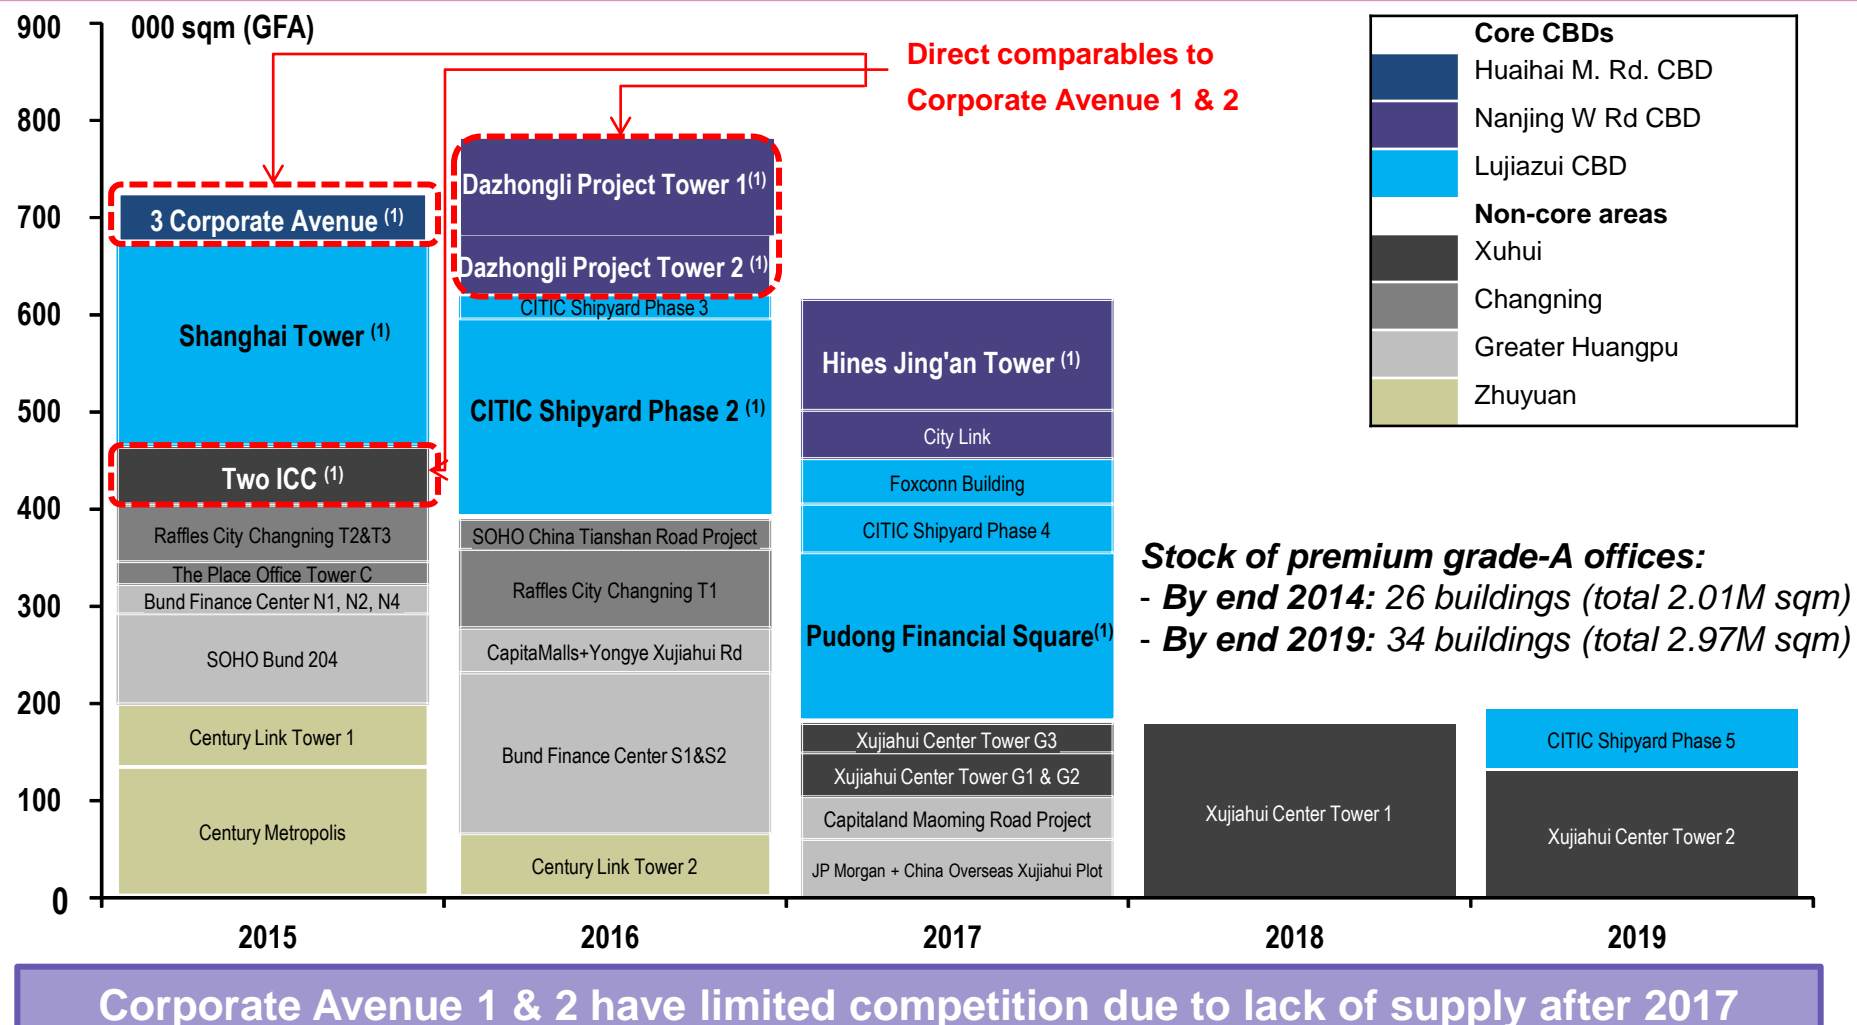 000 sqm (GFA)
900
800
700
600
500
400
300
200
100
0
Direct comparables to
Corporate Avenue 1 & 2
Core CBDs
Huaihai M. Rd. CBD
Nanjing W Rd CBD
Lujiazui CBD
Non-core areas
Xuhui
Changning
Greater Huangpu
Zhuyuan
3 Corporate Avenue (1)
Shanghai Tower (1)
Two ICC (1)
Raffles City Changning T2&T3
The Place Office Tower C
Bund Finance Center N1, N2, N4
SOHO Bund 204
Century Link Tower 1
Century Metropolis
Dazhongli Project Tower 1(1)
Dazhongli Project Tower 2 (1)
CITIC Shipyard Phase 3
CITIC Shipyard Phase 2 (1)
SOHO China Tianshan Road Project
Raffles City Changning T1
CapitaMalls+Yongye Xujiahui Rd
Bund Finance Center S1&S2
Century Link Tower 2
Hines Jing'an Tower (1)
City Link
Foxconn Building
CITIC Shipyard Phase 4
Pudong Financial Square(1)
Xujiahui Center Tower G3
Xujiahui Center Tower G1 & G2
Capitaland Maoming Road Project
JP Morgan + China Overseas Xujiahui Plot
Xujiahui Center Tower 1
CITIC Shipyard Phase 5
Xujiahui Center Tower 2
Stock of premium grade-A offices:
- By end 2014: 26 buildings (total 2.01M sqm)
- By end 2019: 34 buildings (total 2.97M sqm)
2015
2016
2017
2018
2019
Corporate Avenue 1 & 2 have limited competition due to lack of supply after 2017